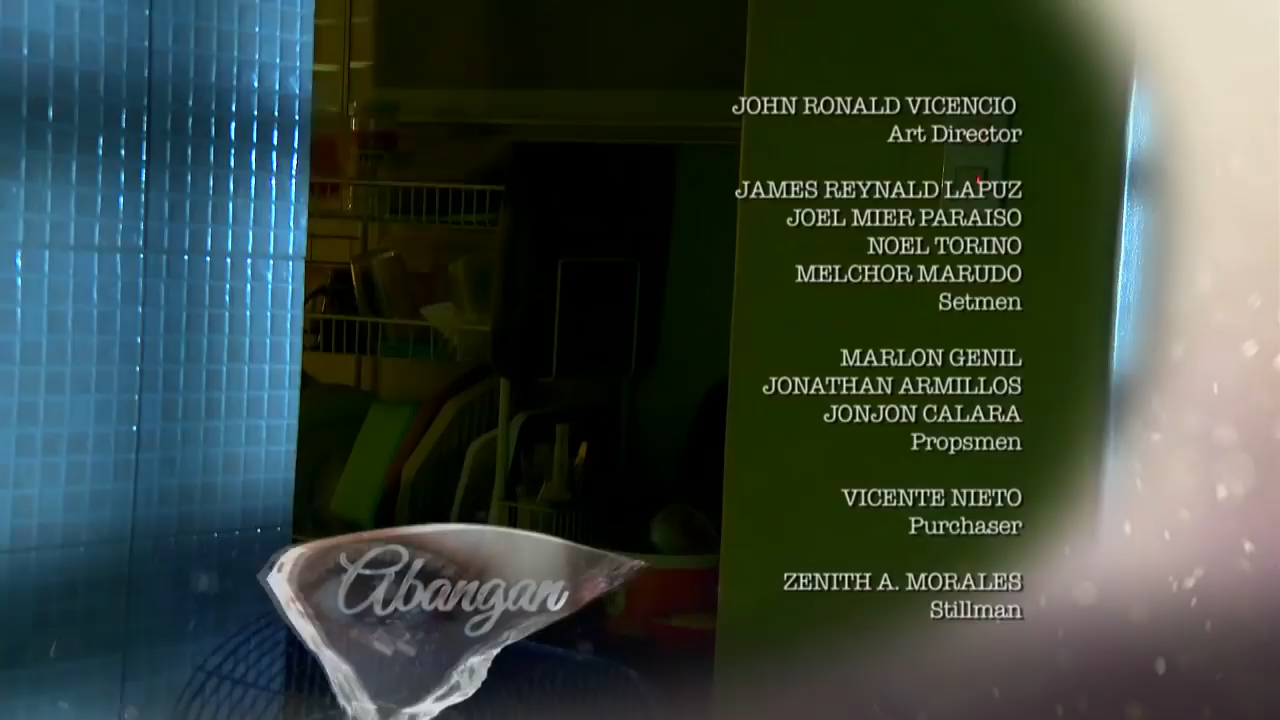 JOHN RONALD VICENCIO
Art Director
JAMES REYNALD LAPUZ
JOEL MIER PARAISO
NOEL TORINO
MELCHOR MARUDO
Setmen
MARLON GENIL
JONATHAN ARMILLOS
JONJON CALARA
Propsmen
VICENTE NIETO
Purchaser
ZENITH A. MORALES
Stillman
Abangan